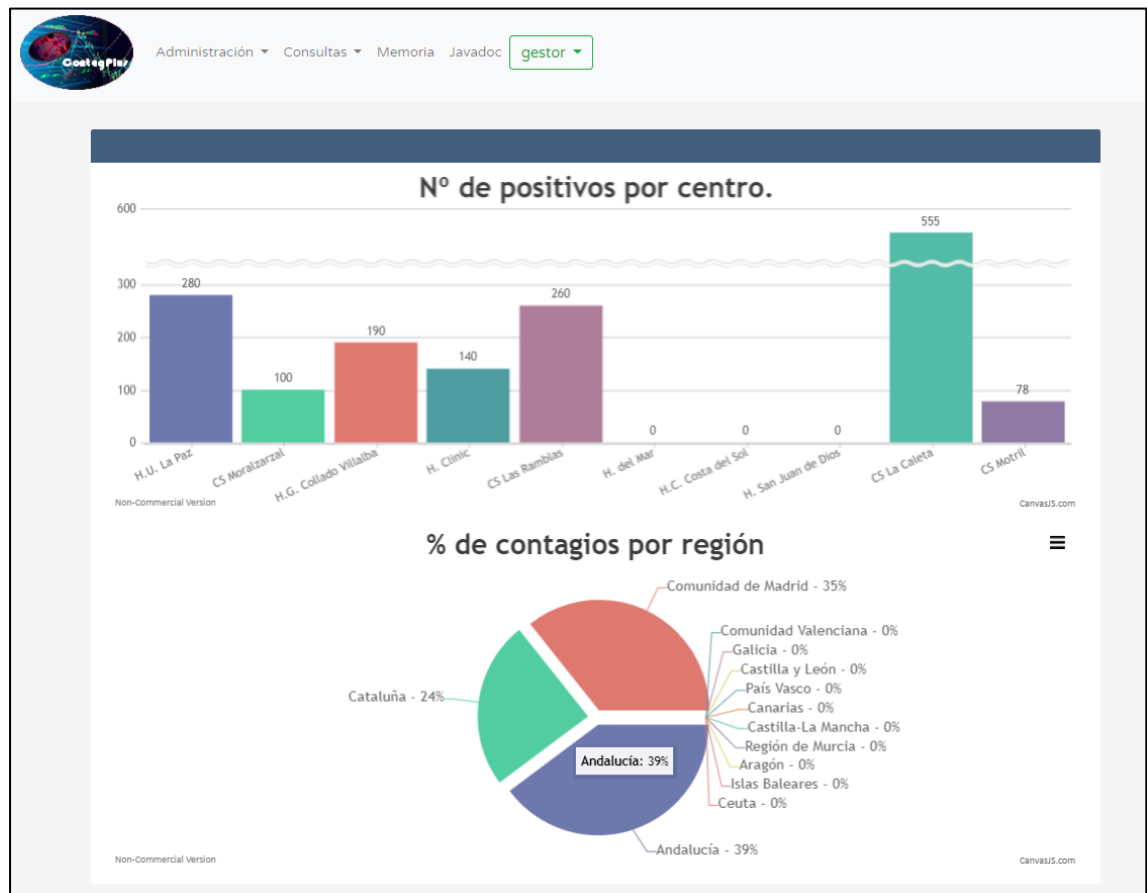 ContagPlus
Administración Consultas Memoria Javadoc gestor
Nº de positivos por centro.
600
555
300
280
260
200
190
140
100
100
78
0
0
0
0
H.U. La Paz
CS Moralzarzal
H.G. Collado Villalba
H. Clinic
CS Las Ramblas
H. del Mar
H.C. Costa del Sol
H. San Juan de Dios
CS La Caleta
CS Motril
Non-Commercial Version
CanvasJS.com
% de contagios por región
Comunidad de Madrid - 35%
Comunidad Valenciana - 0%
Galicia - 0%
Castilla y León - 0%
País Vasco - 0%
Cataluña - 24%
Canarias - 0%
Castilla-La Mancha - 0%
Región de Murcia - 0%
Andalucía: 39%
Aragón - 0%
Islas Baleares - 0%
Ceuta - 0%
Andalucía - 39%
Non-Commercial Version
CanvasJS.com